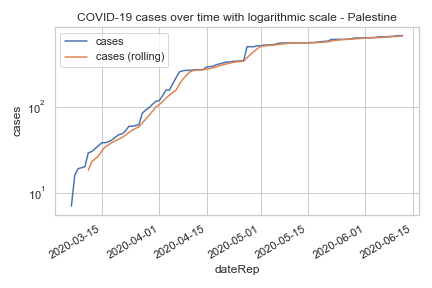 COVID-19 cases over time with logarithmic scale - Palestine
cases
cases (rolling)
cases
10²
10¹
2020-03-15
2020-04-01
2020-04-15
2020-05-01
2020-05-15
2020-06-01
2020-06-15
dateRep